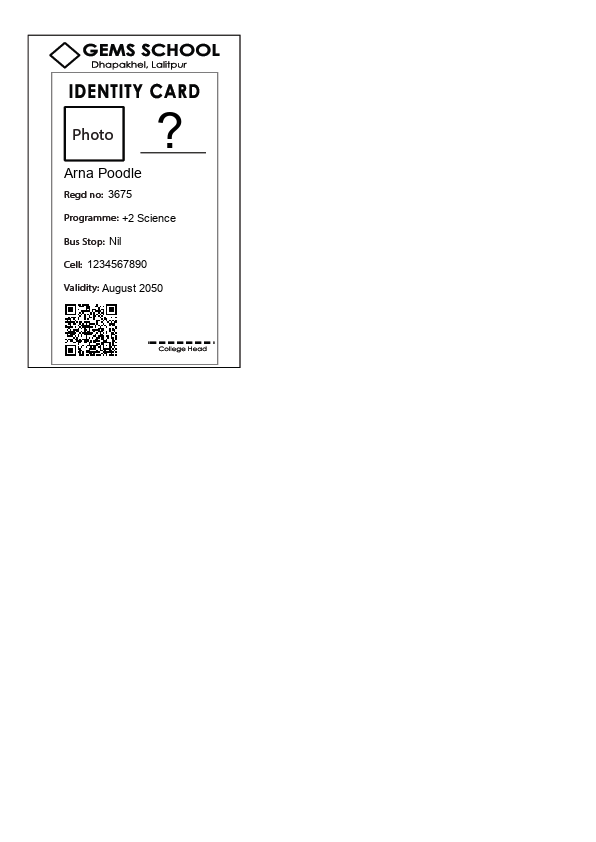 GEMS SCHOOL
Dhapakhel, Lalitpur
IDENTITY CARD
Photo
?
Arna Poodle
Regd no: 3675
Programme: +2 Science
Bus Stop: Nil
Cell: 1234567890
Validity: August 2050
College Head